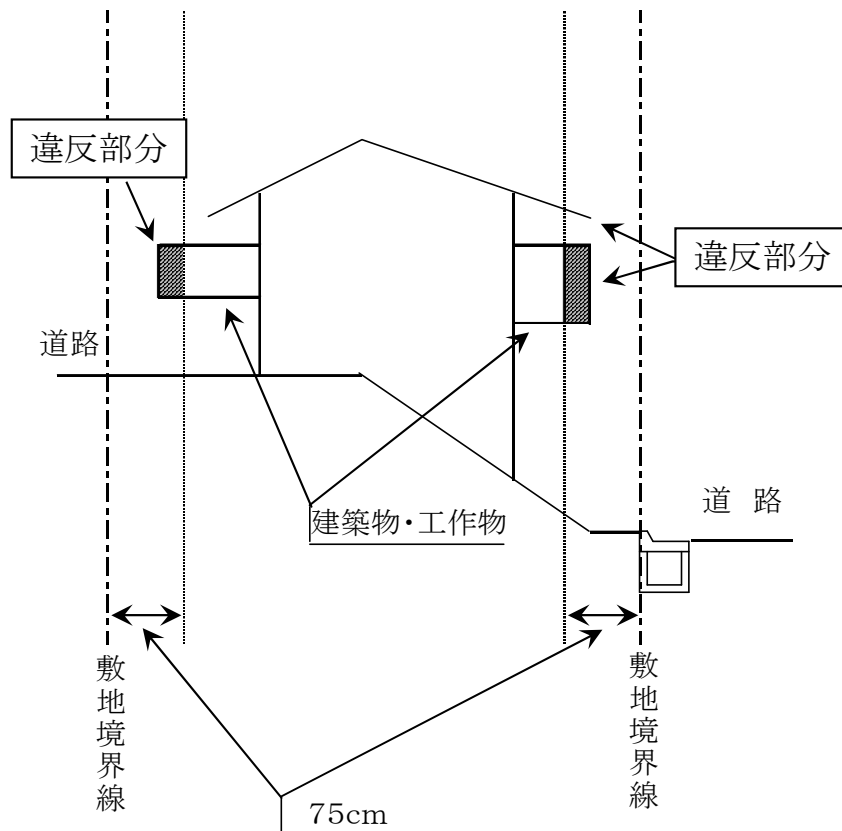 違反部分
違反部分
道路
建築物・工作物
道 路
敷地境界線
敷地境界線
75cm